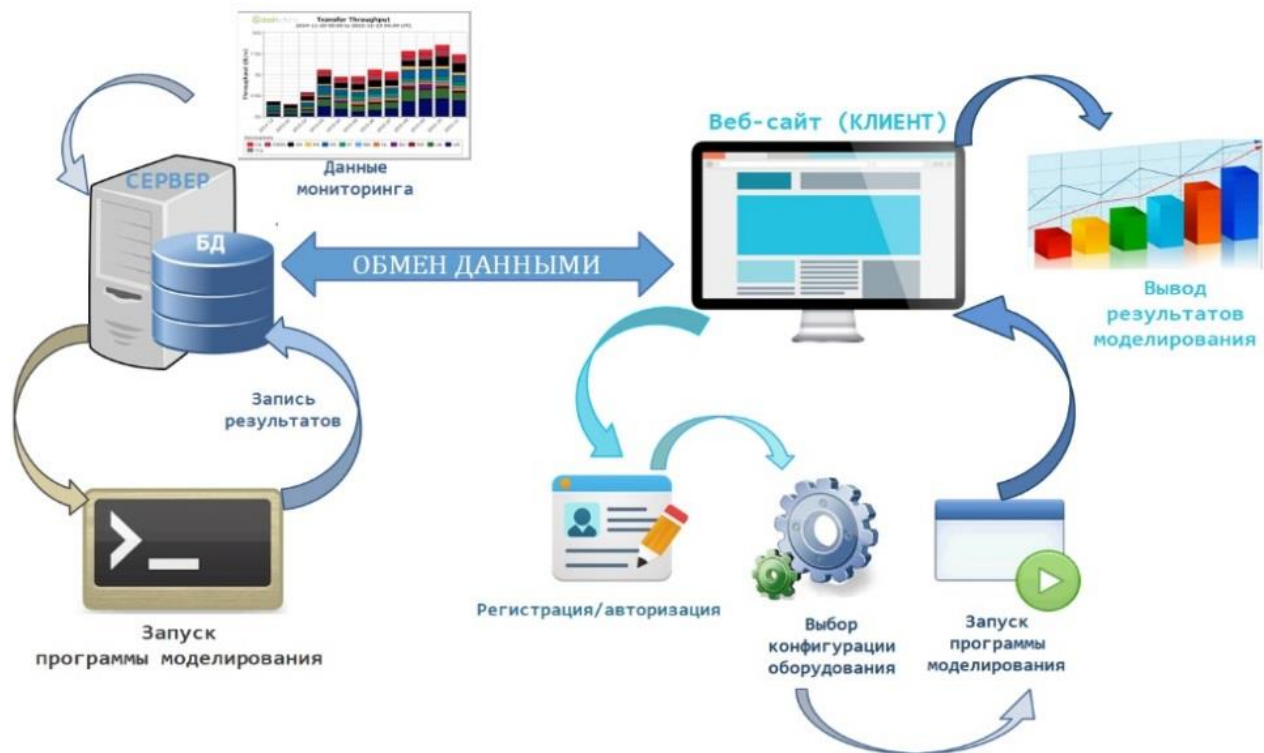 Transfer Throughput
Данные
мониторинга
СЕРВЕР
БД
ОБМЕН ДАННЫМИ
Веб-сайт (КЛИЕНТ)
Вывод
результатов
моделирования
Запись
результатов
Запуск
программы моделирования
Регистрация/авторизация
Выбор
конфигурации
оборудования
Запуск
программы
моделирования